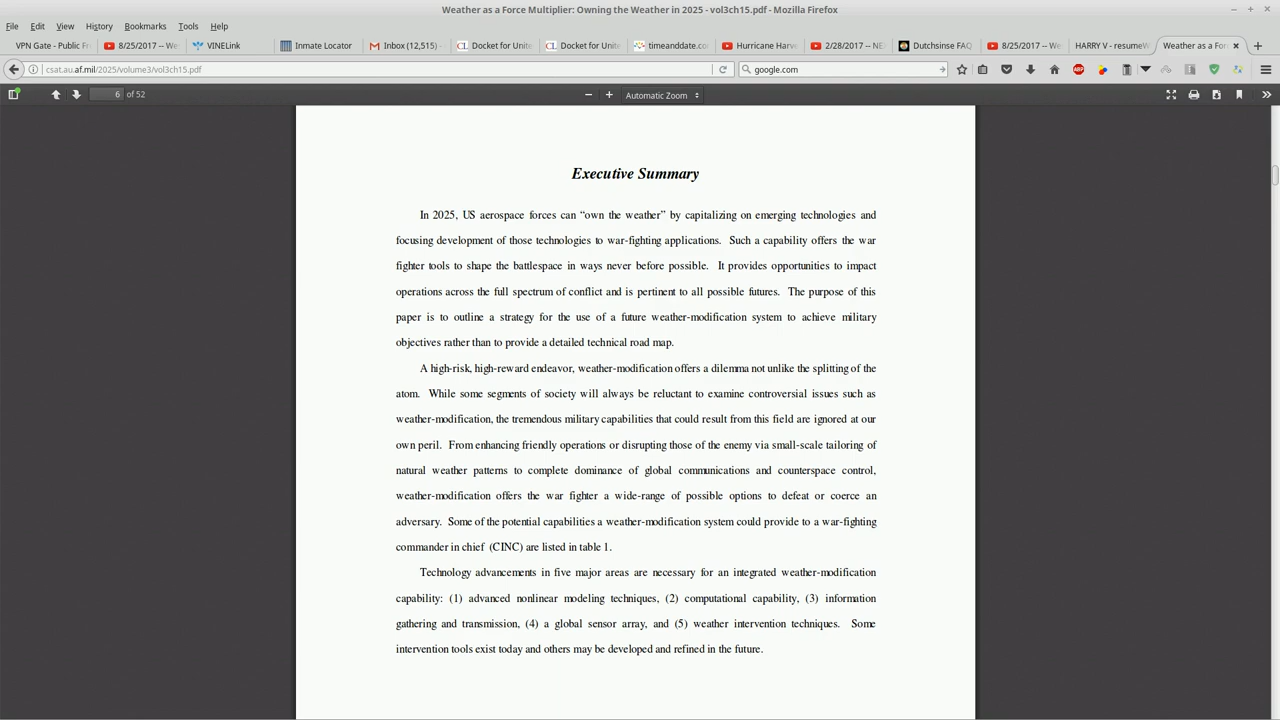 Weather as a Force Multiplier: Owning the Weather in 2025 - vol3ch15.pdf - Mozilla Firefox
File Edit View History Bookmarks Tools Help
VPN Gate - Public Fr 8/25/2017 -- We VINELink Inmate Locator Inbox (12,515) - Docket for Unite Docket for Unite timeanddate.co Hurricane Harv 2/28/2017 -- NE Dutchsinse FAQ 8/25/2017 -- We HARRY V - resumeW Weather as a For
csat.au.af.mil/2025/volume3/vol3ch15.pdf google.com
6 of 52 Automatic Zoom
Executive Summary
In 2025, US aerospace forces can “own the weather” by capitalizing on emerging technologies and
focusing development of those technologies to war-fighting applications. Such a capability offers the war
fighter tools to shape the battlespace in ways never before possible. It provides opportunities to impact
operations across the full spectrum of conflict and is pertinent to all possible futures. The purpose of this
paper is to outline a strategy for the use of a future weather-modification system to achieve military
objectives rather than to provide a detailed technical road map.
A high-risk, high-reward endeavor, weather-modification offers a dilemma not unlike the splitting of the
atom. While some segments of society will always be reluctant to examine controversial issues such as
weather-modification, the tremendous military capabilities that could result from this field are ignored at our
own peril. From enhancing friendly operations or disrupting those of the enemy via small-scale tailoring of
natural weather patterns to complete dominance of global communications and counterspace control,
weather-modification offers the war fighter a wide-range of possible options to defeat or coerce an
adversary. Some of the potential capabilities a weather-modification system could provide to a war-fighting
commander in chief (CINC) are listed in table 1.
Technology advancements in five major areas are necessary for an integrated weather-modification
capability: (1) advanced nonlinear modeling techniques, (2) computational capability, (3) information
gathering and transmission, (4) a global sensor array, and (5) weather intervention techniques. Some
intervention tools exist today and others may be developed and refined in the future.